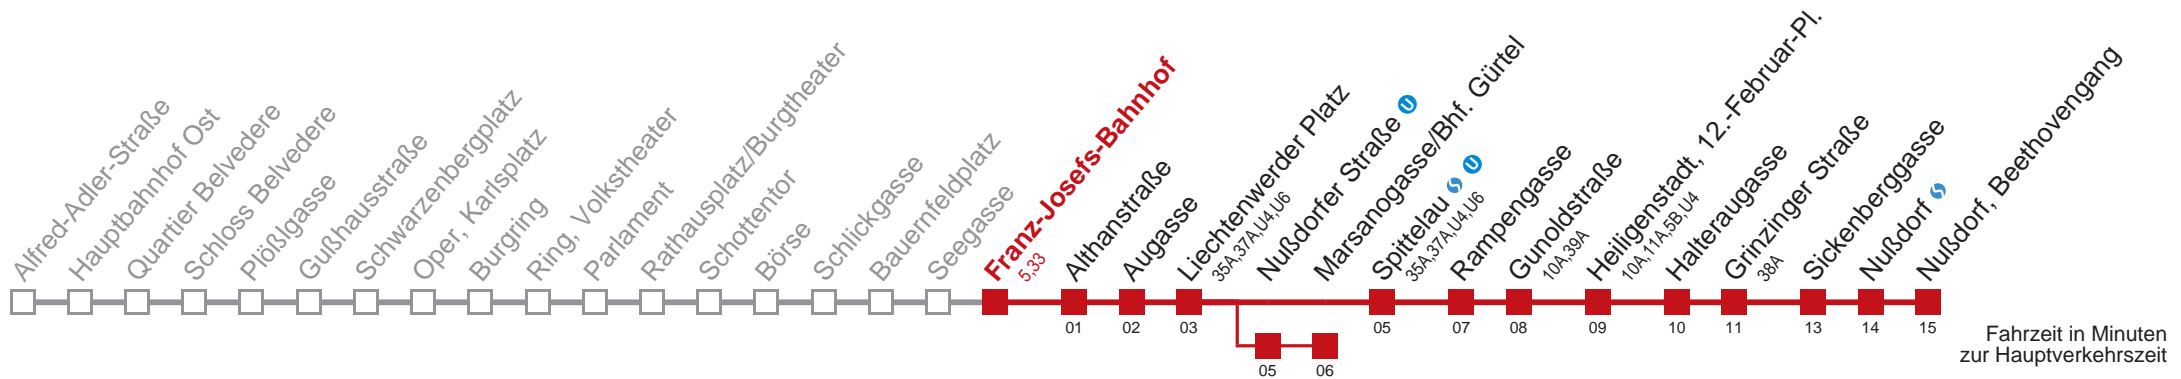 Alfred-Adler-Straße
Hauptbahnhof Ost
Quartier Belvedere
Schloss Belvedere
Plößlgasse
Gußhausstraße
Schwarzenbergplatz
Oper, Karlsplatz
Burgring
Ring, Volkstheater
Parlament
Rathausplatz/Burgtheater
Schottentor
Börse
Schlickgasse
Bauernfeldplatz
Seegasse
Franz-Josefs-Bahnhof
5,33
Althanstraße
Augasse
Liechtenwerder Platz
35A,37A,U4,U6
Nußdorfer Straße U
Marsanogasse/Bhf. Gürtel
Spittelau S U
35A,37A,U4,U6
Rampengasse
Gunoldstraße
10A,39A
Heiligenstadt, 12.-Februar-Pl.
10A,11A,5B,U4
Halteraugasse
Grinzinger Straße
38A
Sickenberggasse
Nußdorf S
Nußdorf, Beethovengang
01 02 03 05 07 08 09 10 11 13 14 15
05 06
Fahrzeit in Minuten
zur Hauptverkehrszeit